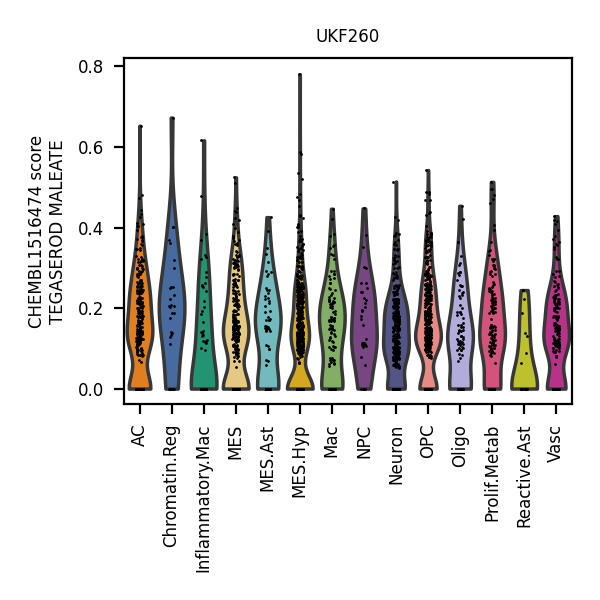 UKF260
CHEMBL1516474 score
TEGASEROD MALEATE
0.8
0.6
0.4
0.2
0.0
AC
Chromatin.Reg
Inflammatory.Mac
MES
MES.Ast
MES.Hyp
Mac
NPC
Neuron
OPC
Oligo
Prolif.Metab
Reactive.Ast
Vasc